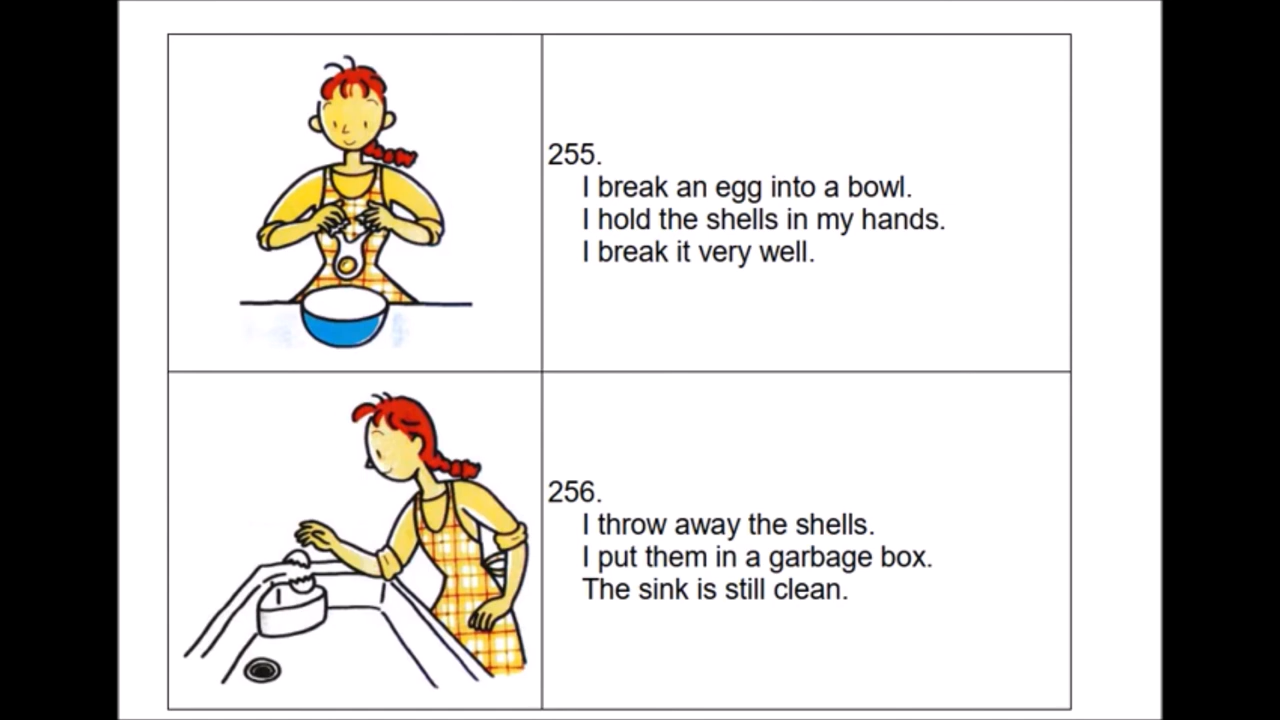 255.
I break an egg into a bowl.
I hold the shells in my hands.
I break it very well.
256.
I throw away the shells.
I put them in a garbage box.
The sink is still clean.